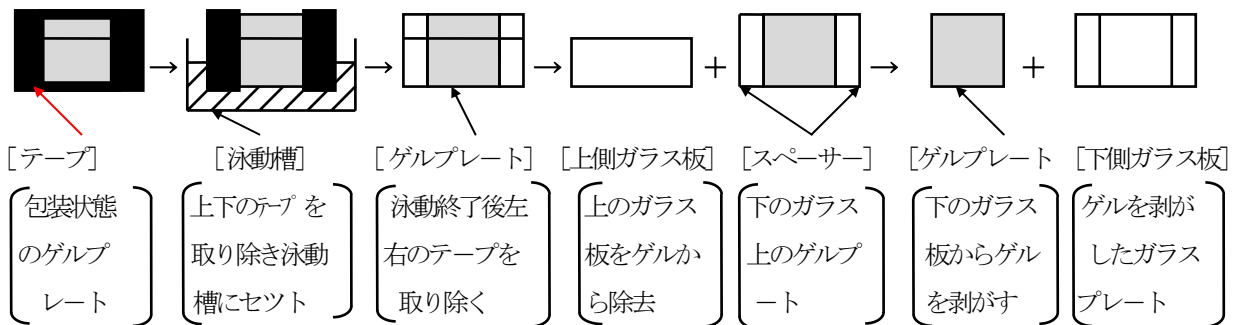 → → → + → +
[テープ] [泳動槽] [ゲルプレート] [上側ガラス板] [スペーサー] [ゲルプレート [下側ガラス板]
包装状態
のゲルプ
レート
上下のテープを
取り除き泳動
槽にセツト
泳動終了後左
右のテープを
取り除く
上のガラス
板をゲルか
ら除去
下のガラス
上のゲルプ
ート
下のガラス
板からゲル
を剥がす
ゲルを剥が
したガラス
プレート